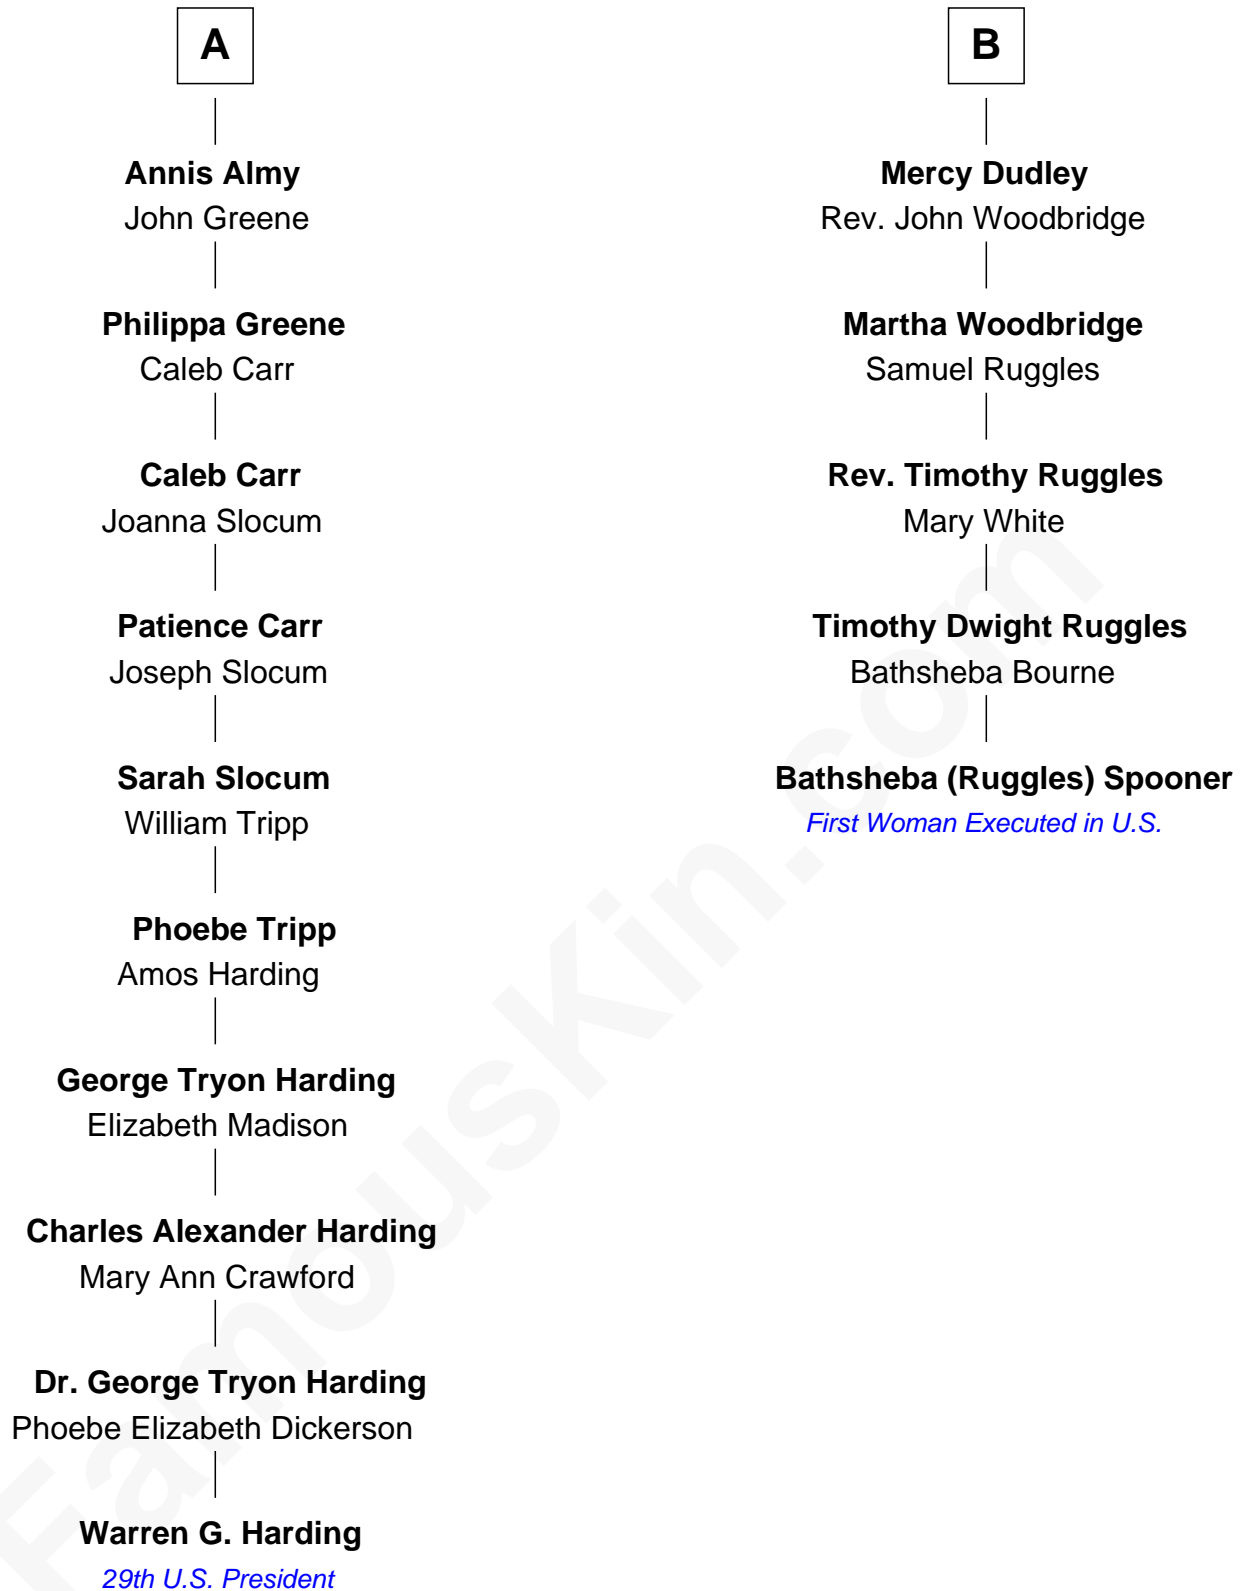 A
Annis Almy
John Greene
Philippa Greene
Caleb Carr
Caleb Carr
Joanna Slocum
Patience Carr
Joseph Slocum
Sarah Slocum
William Tripp
Phoebe Tripp
Amos Harding
George Tryon Harding
Elizabeth Madison
Charles Alexander Harding
Mary Ann Crawford
Dr. George Tryon Harding
Phoebe Elizabeth Dickerson
Warren G. Harding
29th U.S. President
B
Mercy Dudley
Rev. John Woodbridge
Martha Woodbridge
Samuel Ruggles
Rev. Timothy Ruggles
Mary White
Timothy Dwight Ruggles
Bathsheba Bourne
Bathsheba (Ruggles) Spooner
First Woman Executed in U.S.
FamousKin.com